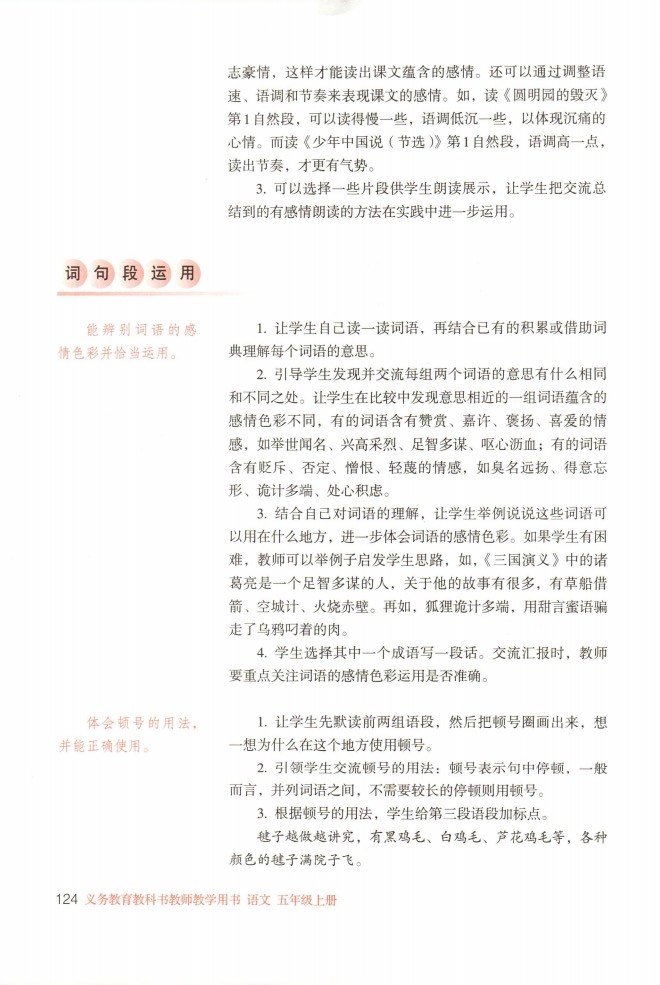 志豪情，这样才能读出课文蕴含的感情。还可以通过调整语
速、语调和节奏来表现课文的感情。如，读《圆明园的毁灭》
第1自然段，可以读得慢一些，语调低沉一些，以体现沉痛的
心情。而读《少年中国说（节选）》第1自然段，语调高一点，
读出节奏，才更有气势。
3. 可以选择一些片段供学生朗读展示，让学生把交流总
结到的有感情朗读的方法在实践中进一步运用。
词句段运用
能辨别词语的感
情色彩并恰当运用。
1. 让学生自己读一读词语，再结合已有的积累或借助词
典理解每个词语的意思。
2. 引导学生发现并交流每组两个词语的意思有什么相同
和不同之处。让学生在比较中发现意思相近的一组词语蕴含的
感情色彩不同，有的词语含有赞赏、嘉许、褒扬、喜爱的情
感，如举世闻名、兴高采烈、足智多谋、呕心沥血；有的词语
含有贬斥、否定、憎恨、轻蔑的情感，如臭名远扬、得意忘
形、诡计多端、处心积虑。
3. 结合自己对词语的理解，让学生举例说说这些词语可
以用在什么地方，进一步体会词语的感情色彩。如果学生有困
难，教师可以举例子启发学生思路，如，《三国演义》中的诸
葛亮是一个足智多谋的人，关于他的故事有很多，有草船借
箭、空城计、火烧赤壁。再如，狐狸诡计多端，用甜言蜜语骗
走了乌鸦叼着的肉。
4. 学生选择其中一个成语写一段话。交流汇报时，教师
要重点关注词语的感情色彩运用是否准确。
体会顿号的用法，
并能正确使用。
1. 让学生先默读前两组语段，然后把顿号圈画出来，想
一想为什么在这个地方使用顿号。
2. 引领学生交流顿号的用法：顿号表示句中停顿，一般
而言，并列词语之间，不需要较长的停顿则用顿号。
3. 根据顿号的用法，学生给第三段语段加标点。
毽子越做越讲究，有黑鸡毛、白鸡毛、芦花鸡毛等，各种
颜色的毽子满院子飞。
124 义务教育教科书教师教学用书 语文 五年级上册